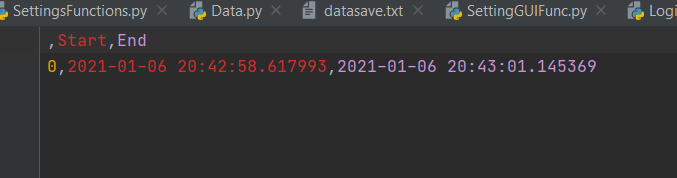 SettingsFunctions.py Data.py datasave.txt SettingGUIFunc.py Logi
,Start,End
0,2021-01-06 20:42:58.617993,2021-01-06 20:43:01.145369